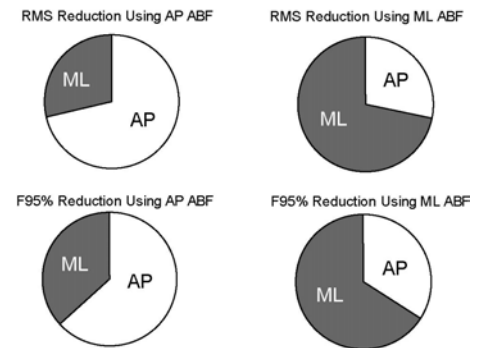 RMS Reduction Using AP ABF
RMS Reduction Using ML ABF
ML
AP
AP
ML
F95% Reduction Using AP ABF
F95% Reduction Using ML ABF
ML
AP
AP
ML